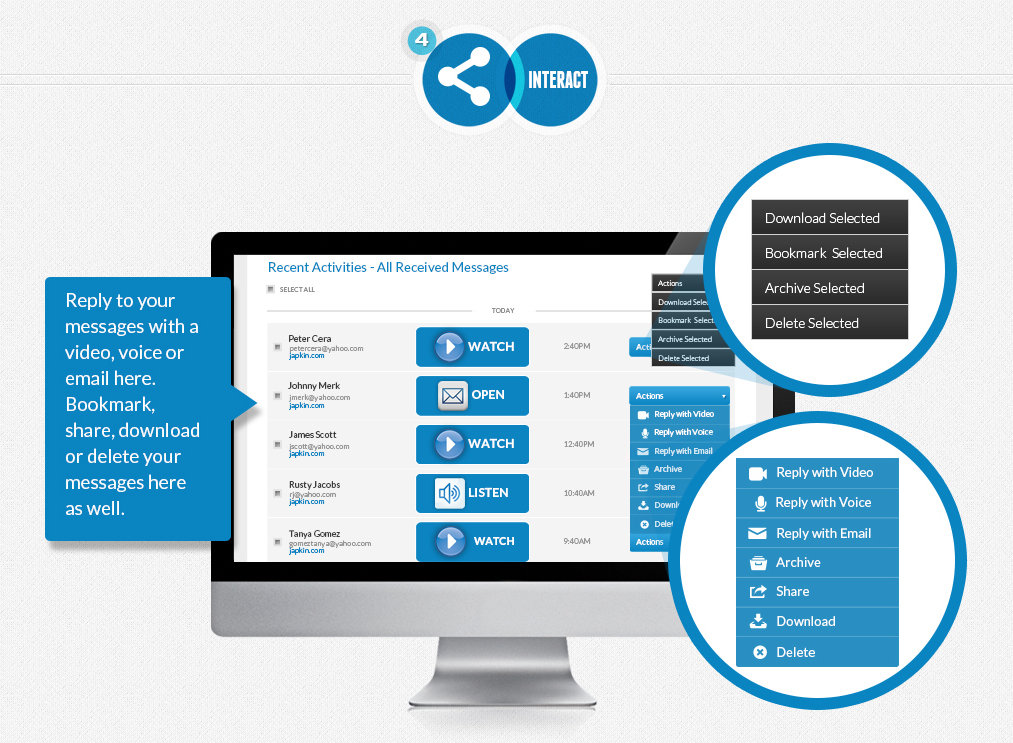 4
INTERACT
Reply to your
messages with a
video, voice or
email here.
Bookmark,
share, download
or delete your
messages here
as well.
Recent Activities - All Received Messages
SELECT ALL
TODAY
Peter Cera
petercera@yahoo.com
japkin.com
WATCH
2:40PM
Johnny Merk
jmerk@yahoo.com
japkin.com
OPEN
1:40PM
James Scott
jscott@yahoo.com
japkin.com
WATCH
12:40PM
Rusty Jacobs
rj@yahoo.com
japkin.com
LISTEN
10:40AM
Tanya Gomez
gomeztanya@yahoo.com
japkin.com
WATCH
9:40AM
Actions
Download Selec
Bookmark Select
Archive Selected
Delete Selected
Acti
Actions
Reply with Video
Reply with Voice
Reply with Email
Archive
Share
Downl
Delet
Actions
Download Selected
Bookmark Selected
Archive Selected
Delete Selected
Reply with Video
Reply with Voice
Reply with Email
Archive
Share
Download
Delete